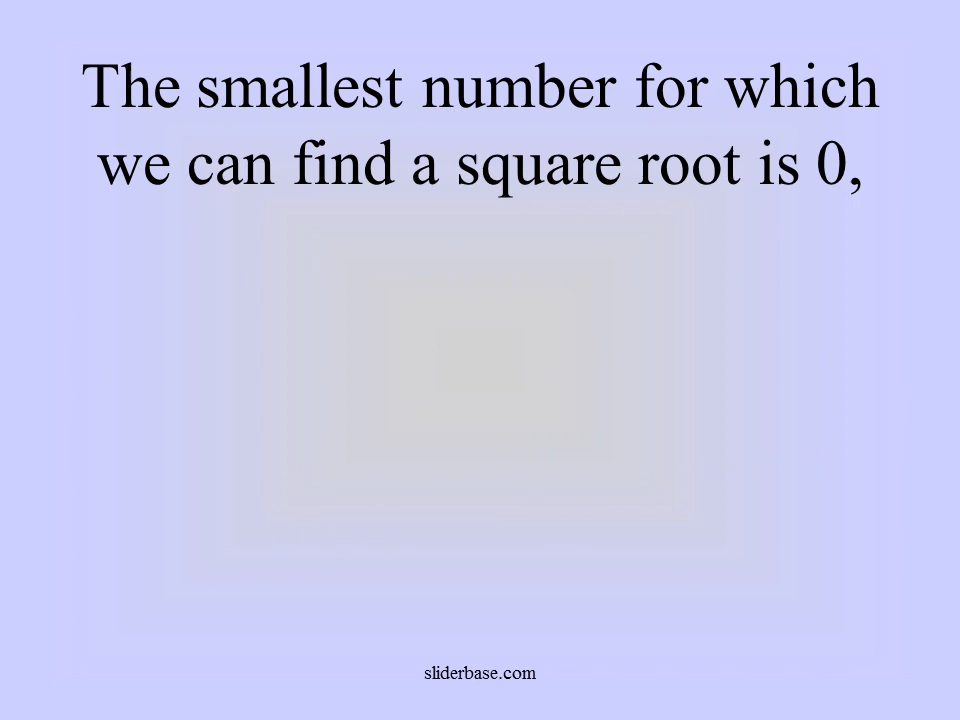 The smallest number for which
we can find a square root is 0,
sliderbase.com